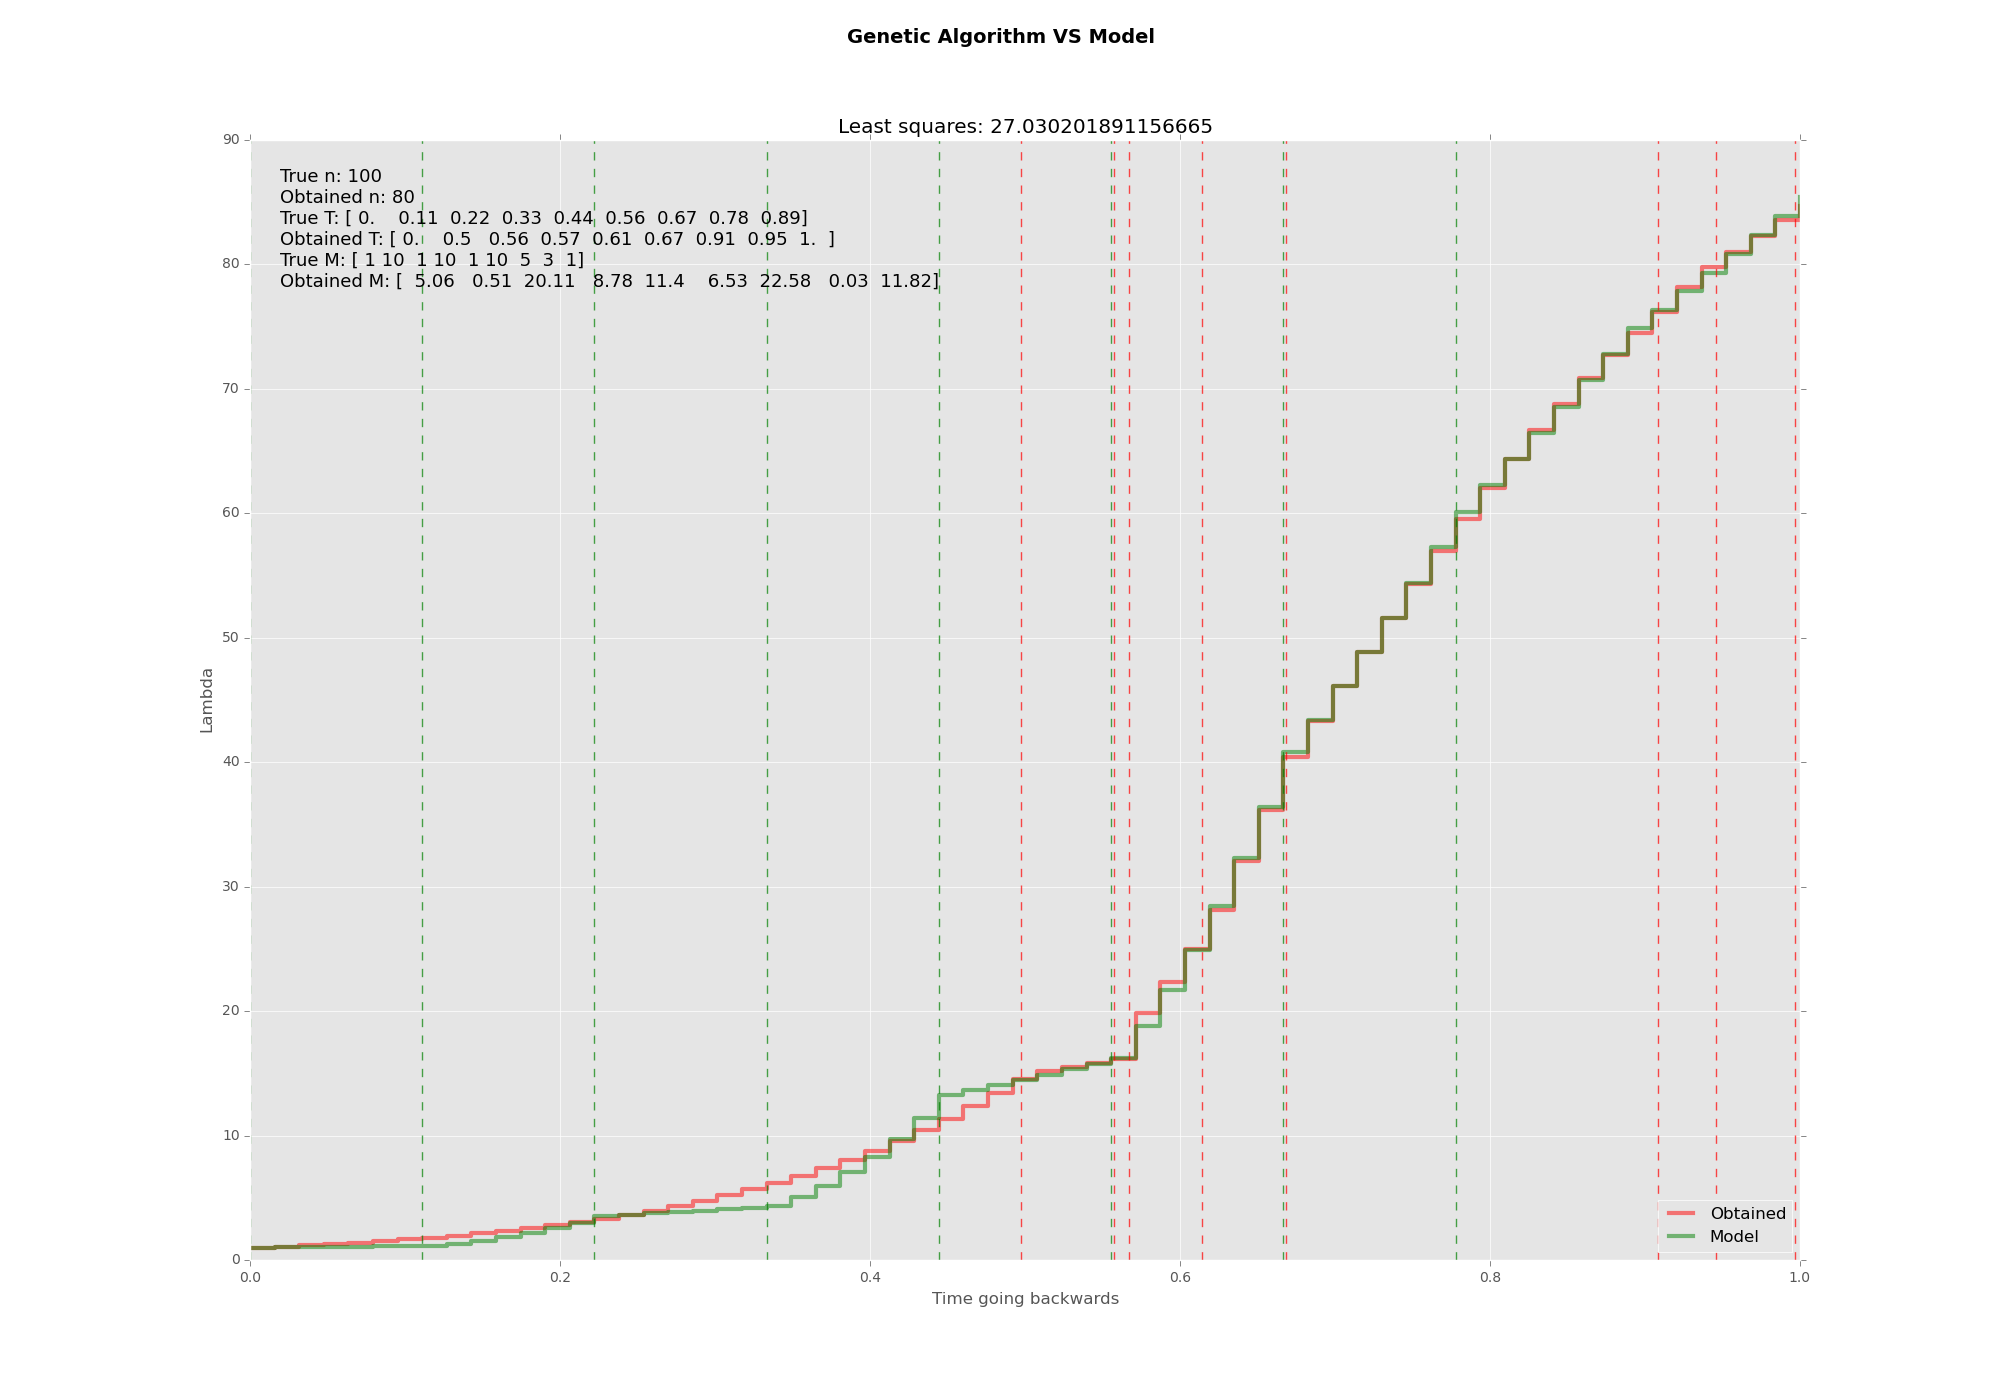 Genetic Algorithm VS Model
Least squares: 27.030201891156665
True n: 100
Obtained n: 80
True T: [ 0. 0.11 0.22 0.33 0.44 0.56 0.67 0.78 0.89]
Obtained T: [ 0. 0.5 0.56 0.57 0.61 0.67 0.91 0.95 1. ]
True M: [ 1 10 1 10 1 10 5 3 1]
Obtained M: [ 5.06 0.51 20.11 8.78 11.4 6.53 22.58 0.03 11.82]
90
80
70
60
50
40
30
20
10
0
Lambda
Obtained
Model
0.0 0.2 0.4 0.6 0.8 1.0
Time going backwards